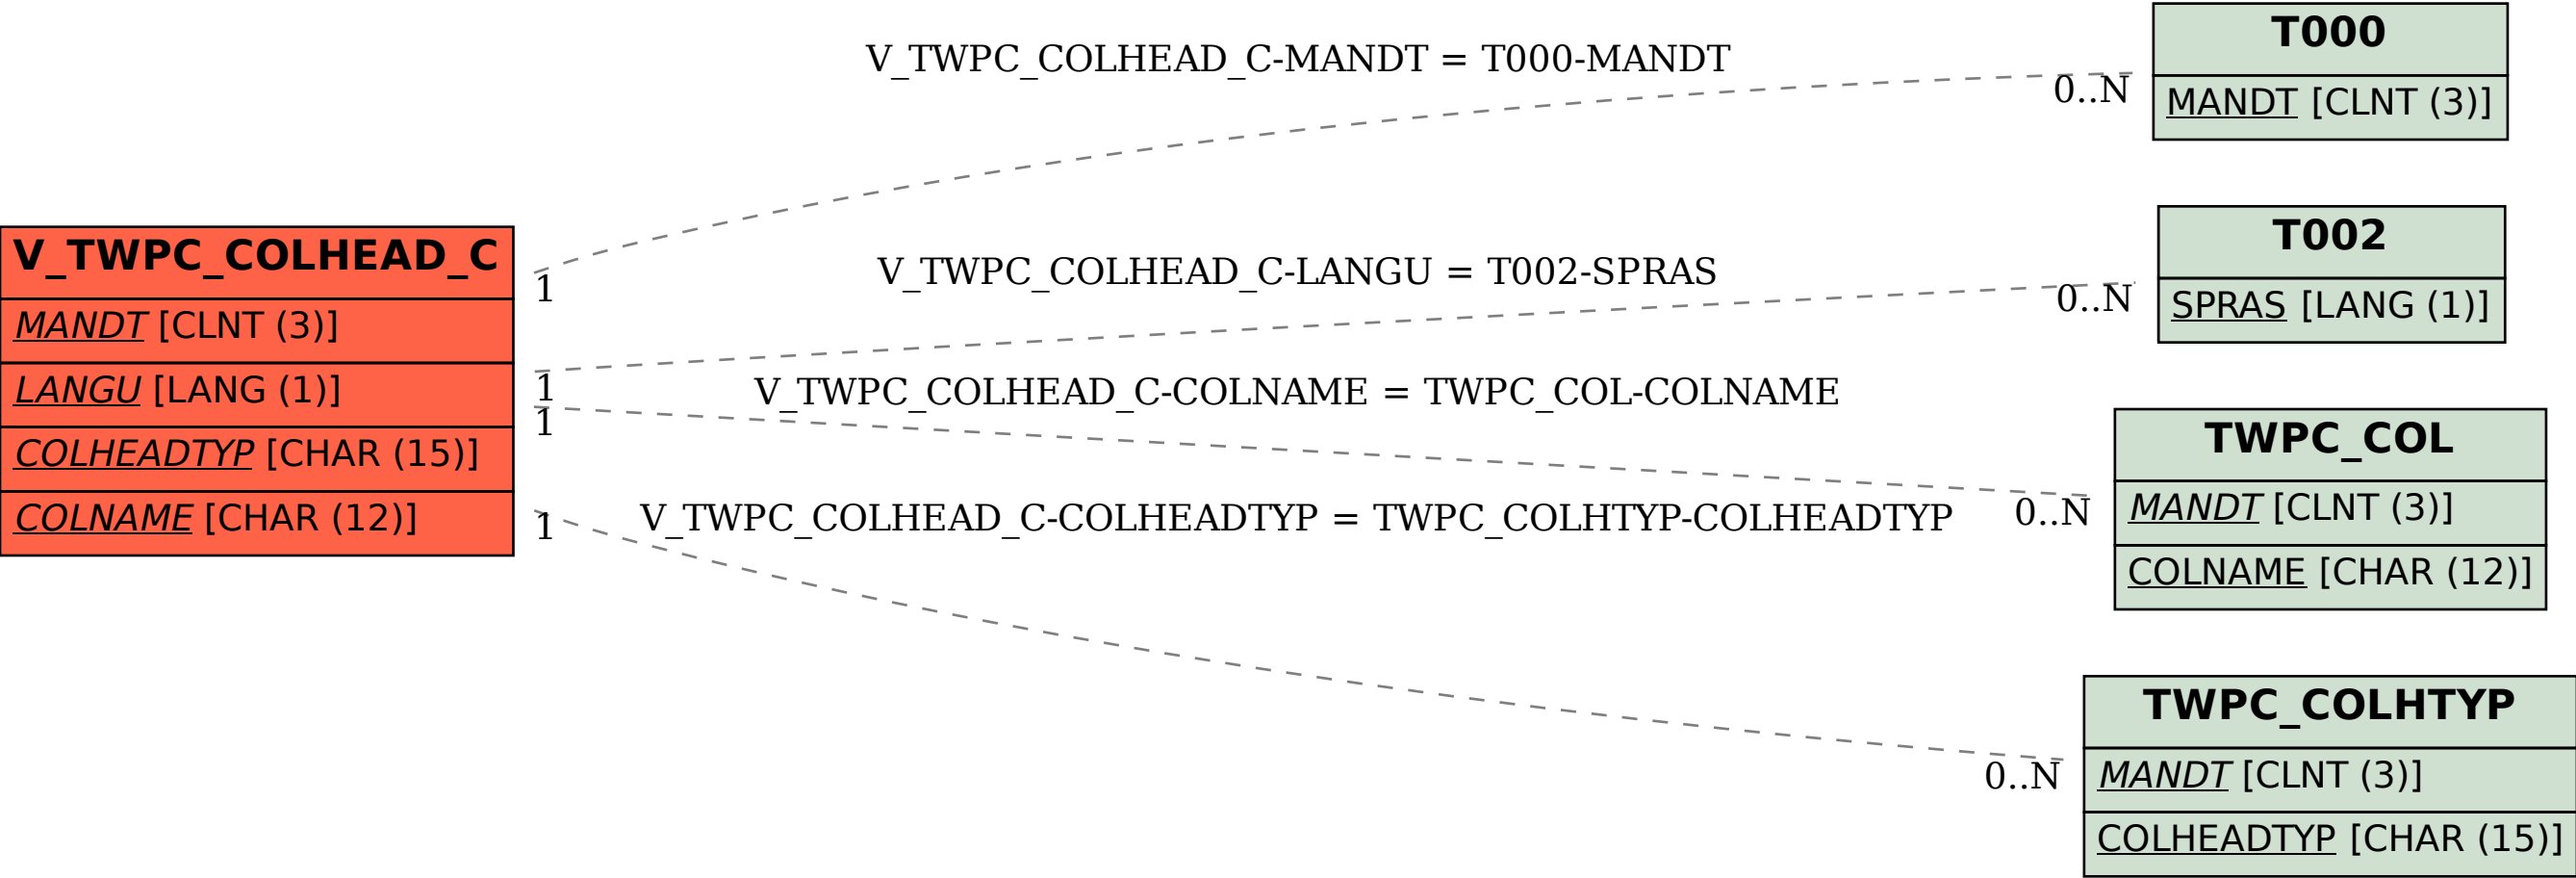 V_TWPC_COLHEAD_C
MANDT [CLNT (3)]
LANGU [LANG (1)]
COLHEADTYP [CHAR (15)]
COLNAME [CHAR (12)]
V_TWPC_COLHEAD_C-MANDT = T000-MANDT
1
0..N
V_TWPC_COLHEAD_C-LANGU = T002-SPRAS
1
0..N
V_TWPC_COLHEAD_C-COLNAME = TWPC_COL-COLNAME
1
0..N
V_TWPC_COLHEAD_C-COLHEADTYP = TWPC_COLHTYP-COLHEADTYP
1
0..N
T000
MANDT [CLNT (3)]
T002
SPRAS [LANG (1)]
TWPC_COL
MANDT [CLNT (3)]
COLNAME [CHAR (12)]
TWPC_COLHTYP
MANDT [CLNT (3)]
COLHEADTYP [CHAR (15)]